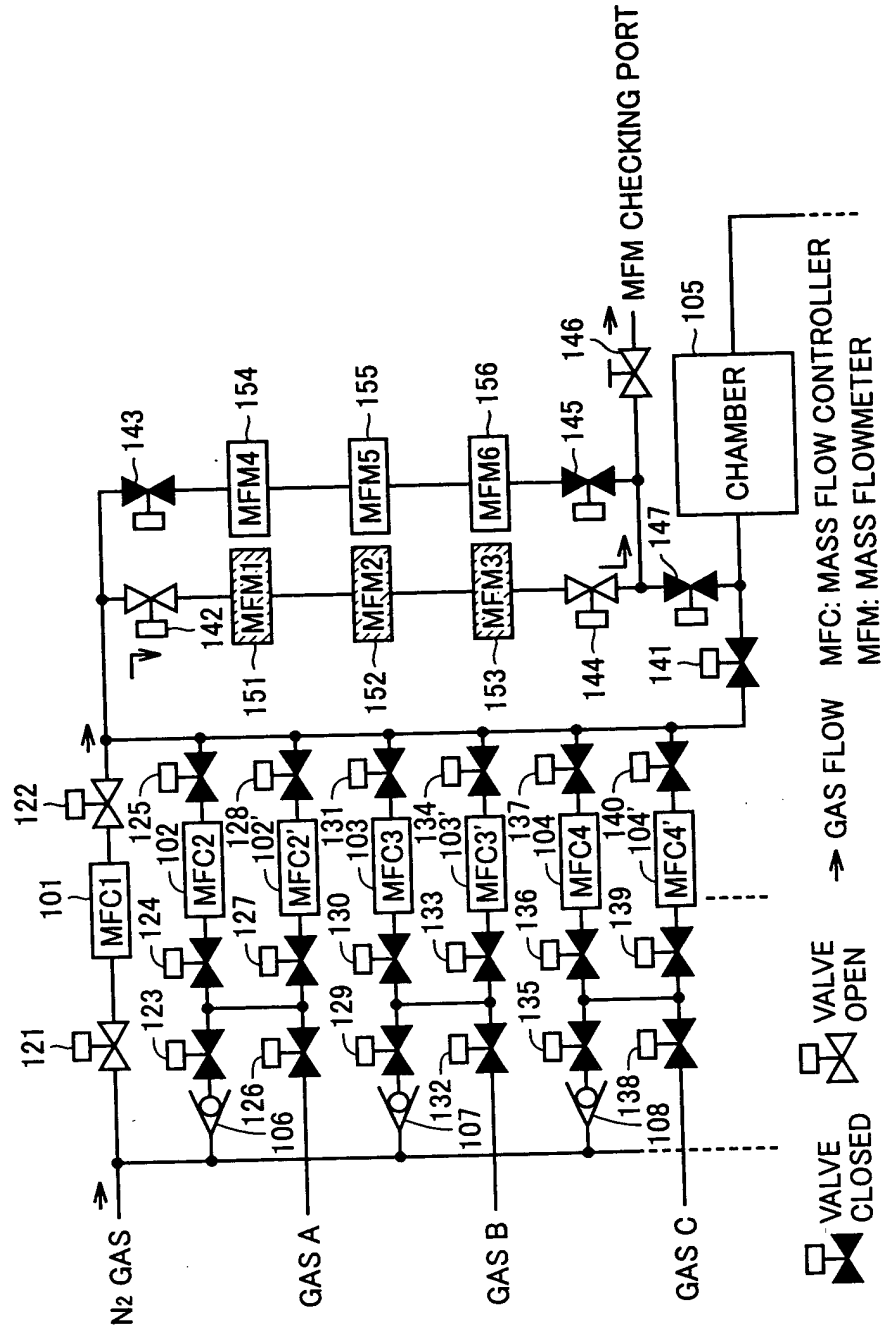 N2 GAS
GAS A
GAS B
GAS C
121
101
MFC1
122
123
124
102
125
MFC2
126
106
127
102'
128
MFC2'
129
130
103
131
MFC3
132
107
133
103'
134
MFC3'
135
136
104
137
MFC4
138
108
139
104'
140
MFC4'
142
143
MFM1
151
MFM4
154
MFM2
152
MFM5
155
MFM3
153
MFM6
156
144
145
146
MFM CHECKING PORT
141
147
CHAMBER
105
VALVE CLOSED
VALVE OPEN
GAS FLOW
MFC: MASS FLOW CONTROLLER
MFM: MASS FLOWMETER